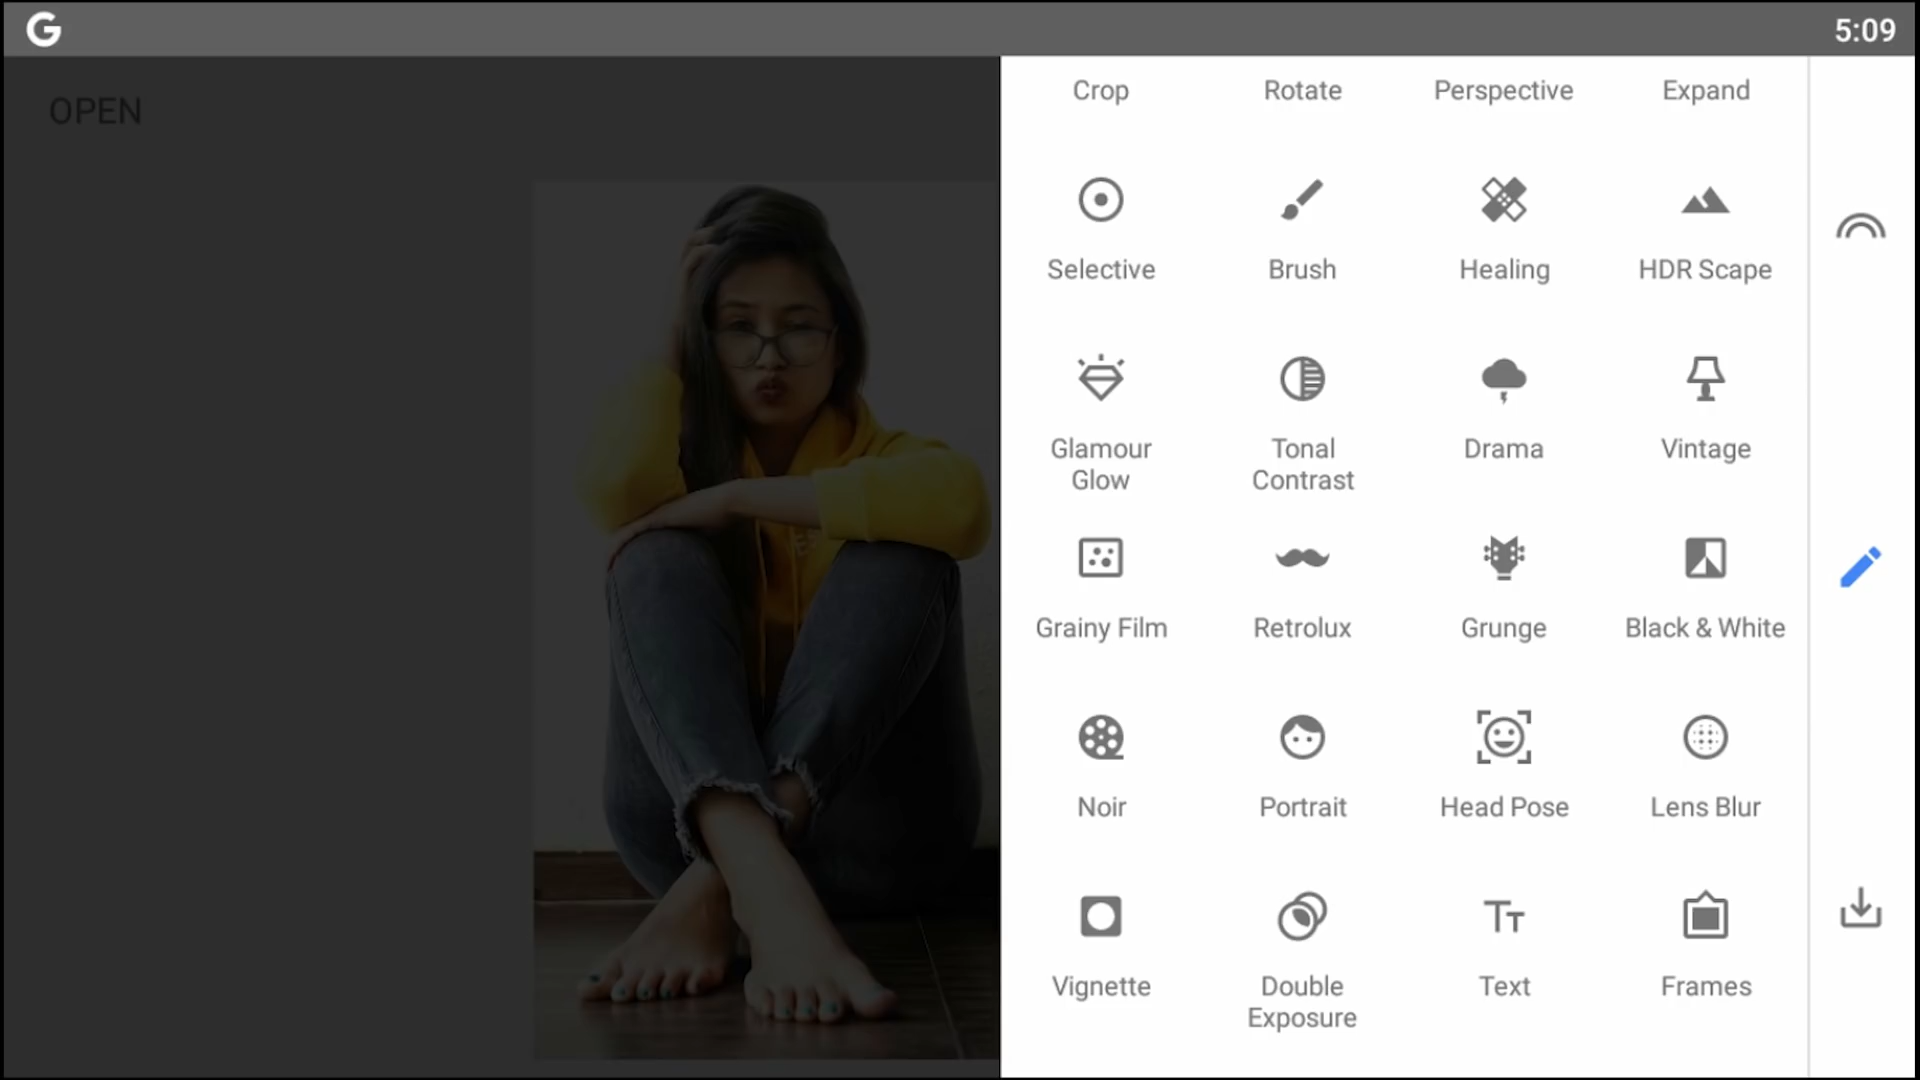 G
5:09
OPEN
Crop
Rotate
Perspective
Expand
Selective
Brush
Healing
HDR Scape
Glamour
Glow
Tonal
Contrast
Drama
Vintage
Grainy Film
Retrolux
Grunge
Black & White
Noir
Portrait
Head Pose
Lens Blur
Vignette
Double
Exposure
Text
Frames